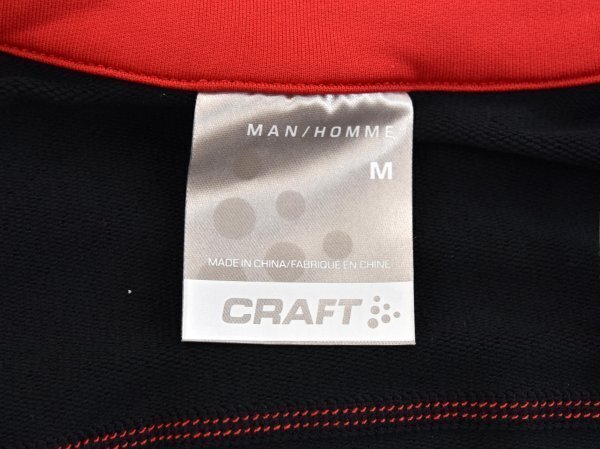 MAN/HOMME
M
MADE IN CHINA/FABRIQUE EN CHINE
CRAFT